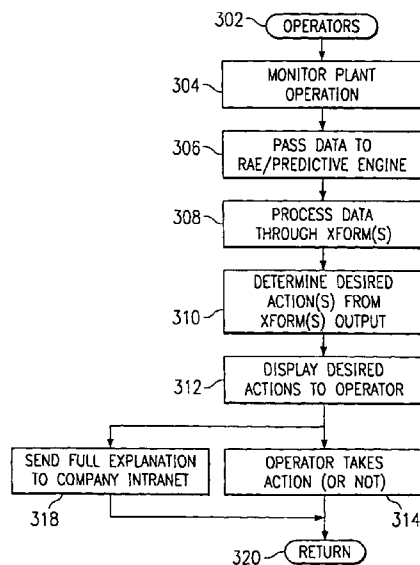 302
OPERATORS
304
MONITOR PLANT
OPERATION
306
PASS DATA TO
RAE/PREDICTIVE ENGINE
308
PROCESS DATA
THROUGH XFORM(S)
310
DETERMINE DESIRED
ACTION(S) FROM
XFORM(S) OUTPUT
312
DISPLAY DESIRED
ACTIONS TO OPERATOR
SEND FULL EXPLANATION
TO COMPANY INTRANET
318
OPERATOR TAKES
ACTION (OR NOT)
314
320
RETURN